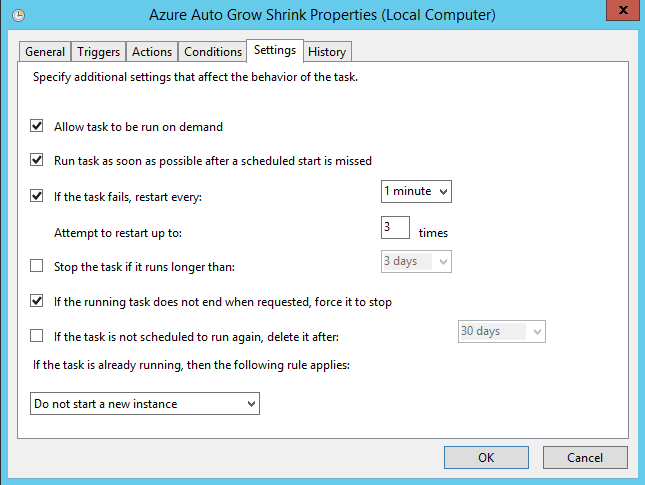 Azure Auto Grow Shrink Properties (Local Computer)
x
General Triggers Actions Conditions Settings History
Specify additional settings that affect the behavior of the task.
Allow task to be run on demand
Run task as soon as possible after a scheduled start is missed
If the task fails, restart every: 1 minute
Attempt to restart up to: 3 times
Stop the task if it runs longer than: 3 days
If the running task does not end when requested, force it to stop
If the task is not scheduled to run again, delete it after: 30 days
If the task is already running, then the following rule applies:
Do not start a new instance
OK Cancel